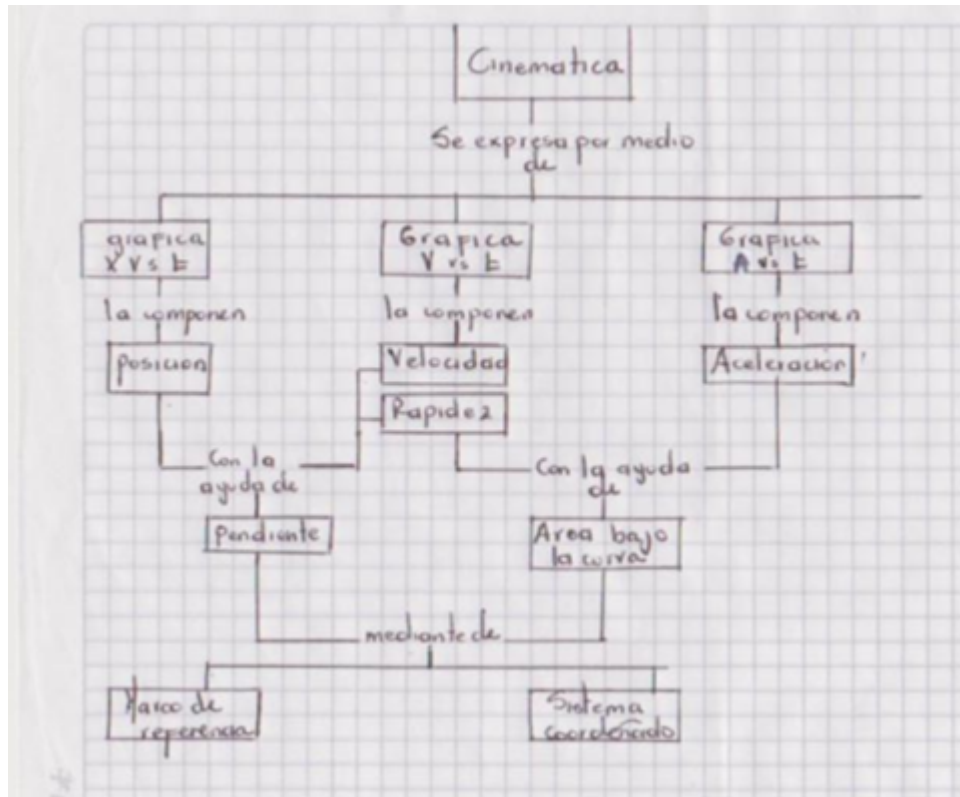 Cinematica
Se expresa por medio
de
grafica
X Vs t
Grafica
V vs t
Grafica
A vs t
la componen
la componen
la componen
posicion
Velocidad
Aceleración
Rapidez
Con la
ayuda de
Con la ayuda
de
Pendiente
Area bajo
la curva
mediante de
Marco de
referencia
Sistema
coordenado